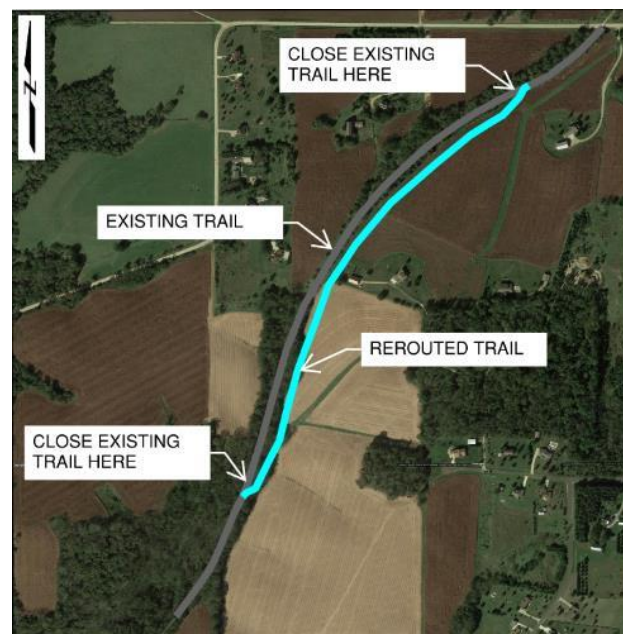 N
CLOSE EXISTING
TRAIL HERE
EXISTING TRAIL
REROUTED TRAIL
CLOSE EXISTING
TRAIL HERE